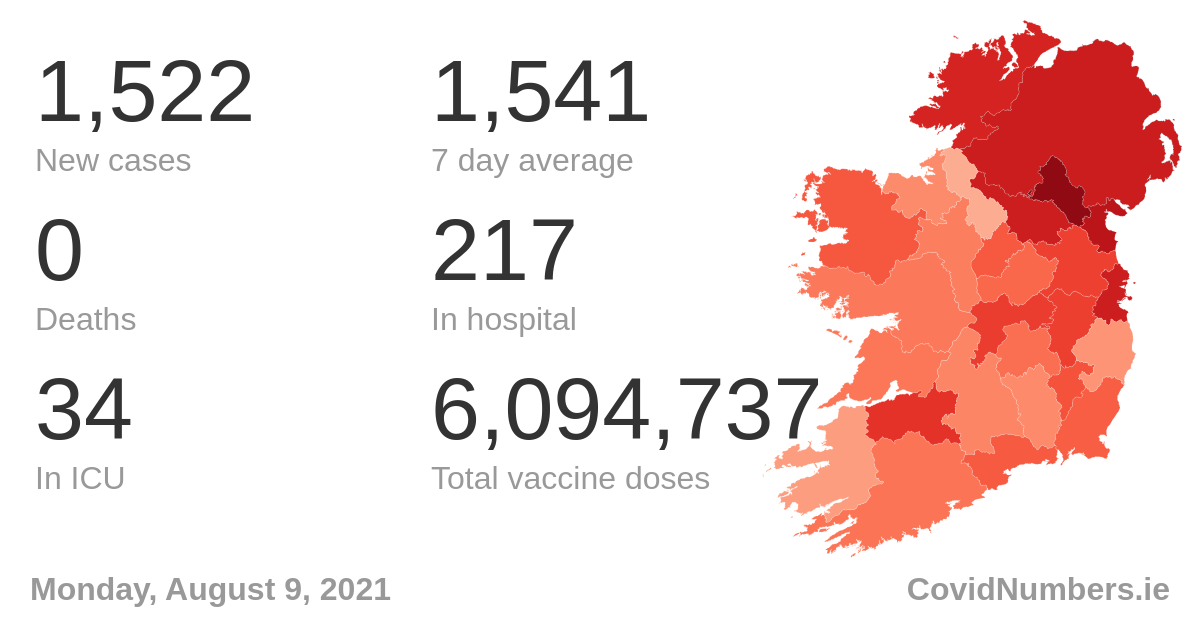 1,522
New cases
1,541
7 day average
0
Deaths
217
In hospital
34
In ICU
6,094,737
Total vaccine doses
Monday, August 9, 2021
CovidNumbers.ie